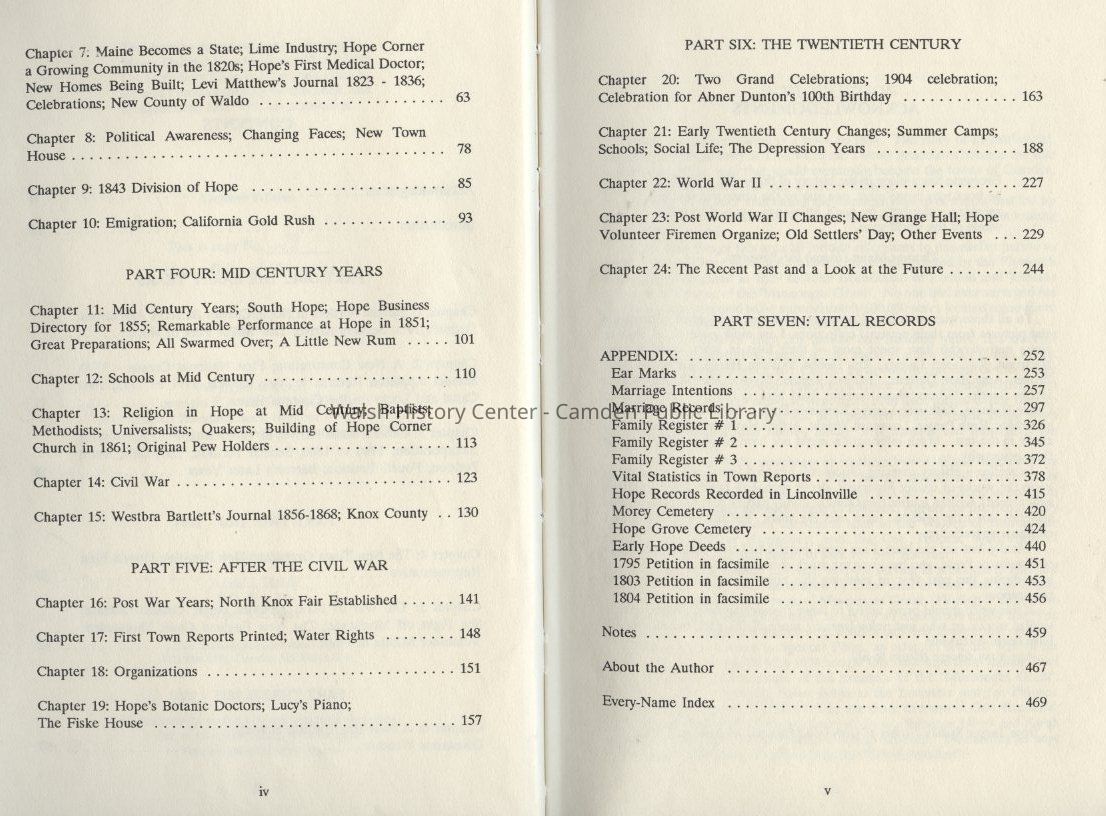 Chapter 7: Maine Becomes a State; Lime Industry; Hope Corner
a Growing Community in the 1820s; Hope's First Medical Doctor;
New Homes Being Built; Levi Matthew's Journal 1823 - 1836;
Celebrations; New County of Waldo ..................... 63
Chapter 8: Political Awareness; Changing Faces; New Town
House ........................................ 78
Chapter 9: 1843 Division of Hope ...................... 85
Chapter 10: Emigration; California Gold Rush .............. 93
PART FOUR: MID CENTURY YEARS
Chapter 11: Mid Century Years; South Hope; Hope Business
Directory for 1855; Remarkable Performance at Hope in 1851;
Great Preparations; All Swarmed Over; A Little New Rum ..... 101
Chapter 12: Schools at Mid Century ..................... 110
Chapter 13: Religion in Hope at Mid Century; Baptists;
Methodists; Universalists; Quakers; Building of Hope Corner
Church in 1861; Original Pew Holders .................... 113
Chapter 14: Civil War ............................... 123
Chapter 15: Westbra Bartlett's Journal 1856-1868; Knox County .. 130
PART FIVE: AFTER THE CIVIL WAR
Chapter 16: Post War Years; North Knox Fair Established ...... 141
Chapter 17: First Town Reports Printed; Water Rights ........ 148
Chapter 18: Organizations ............................ 151
Chapter 19: Hope's Botanic Doctors; Lucy's Piano;
The Fiske House .................................. 157
iv
PART SIX: THE TWENTIETH CENTURY
Chapter 20: Two Grand Celebrations; 1904 celebration;
Celebration for Abner Dunton's 100th Birthday ............. 163
Chapter 21: Early Twentieth Century Changes; Summer Camps;
Schools; Social Life; The Depression Years ................ 188
Chapter 22: World War II ............................ 227
Chapter 23: Post World War II Changes; New Grange Hall; Hope
Volunteer Firemen Organize; Old Settlers' Day; Other Events ... 229
Chapter 24: The Recent Past and a Look at the Future ........ 244
PART SEVEN: VITAL RECORDS
APPENDIX: ..................................... 252
Ear Marks ..................................... 253
Marriage Intentions ................................ 257
Marriage Records ................................ 297
Family Register # 1 ............................... 326
Family Register # 2 ............................... 345
Family Register # 3 ............................... 372
Vital Statistics in Town Reports ....................... 378
Hope Records Recorded in Lincolnville ................. 415
Morey Cemetery ................................. 420
Hope Grove Cemetery ............................. 424
Early Hope Deeds ................................ 440
1795 Petition in facsimile ........................... 451
1803 Petition in facsimile ........................... 453
1804 Petition in facsimile ........................... 456
Notes .......................................... 459
About the Author ................................. 467
Every-Name Index ................................. 469
v
Walsh History Center - Camden Public Library